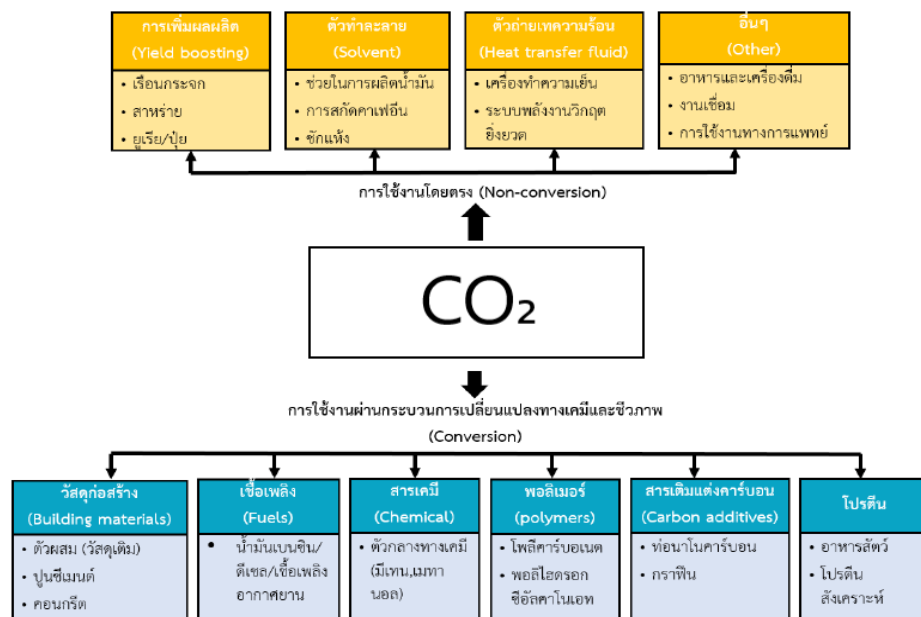 การเพิ่มผลผลิต
(Yield boosting)
• เรือนกระจก
• สาหร่าย
• ยูเรีย/ปุ๋ย
ตัวทำละลาย
(Solvent)
• ช่วยในการผลิตน้ำมัน
• การสกัดคาเฟอีน
• ซักแห้ง
ตัวถ่ายเทความร้อน
(Heat transfer fluid)
• เครื่องทำความเย็น
• ระบบพลังงานวิกฤต
ยิ่งยวด
อื่นๆ
(Other)
• อาหารและเครื่องดื่ม
• งานเชื่อม
• การใช้งานทางการแพทย์
การใช้งานโดยตรง (Non-conversion)
CO₂
การใช้งานผ่านกระบวนการเปลี่ยนแปลงทางเคมีและชีวภาพ
(Conversion)
วัสดุก่อสร้าง
(Building materials)
• ตัวผสม (วัสดุเติม)
• ปูนซีเมนต์
• คอนกรีต
เชื้อเพลิง
(Fuels)
• น้ำมันเบนซิน/
ดีเซล/เชื้อเพลิง
อากาศยาน
สารเคมี
(Chemical)
• ตัวกลางทางเคมี
(มีเทน,เมทา
นอล)
พอลิเมอร์
(polymers)
• โพลีคาร์บอเนต
• พอลิไฮดรอก
ซีอัลคาโนเอท
สารเติมแต่งคาร์บอน
(Carbon additives)
• ท่อนาโนคาร์บอน
• กราฟีน
โปรตีน
• อาหารสัตว์
• โปรตีน
สังเคราะห์